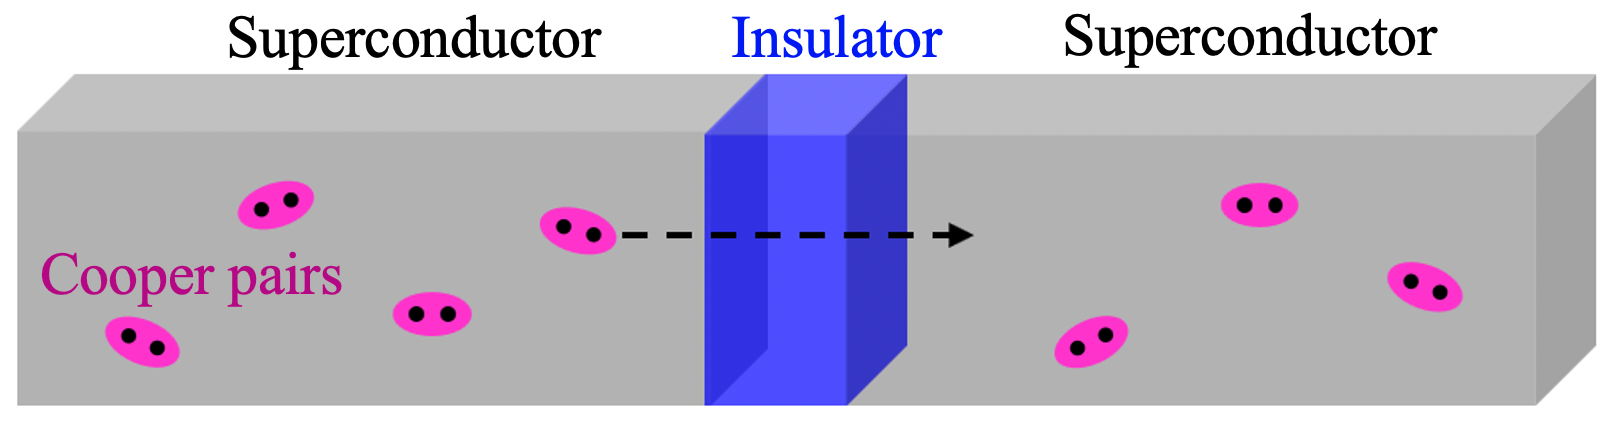 Superconductor
Insulator
Superconductor
Cooper pairs